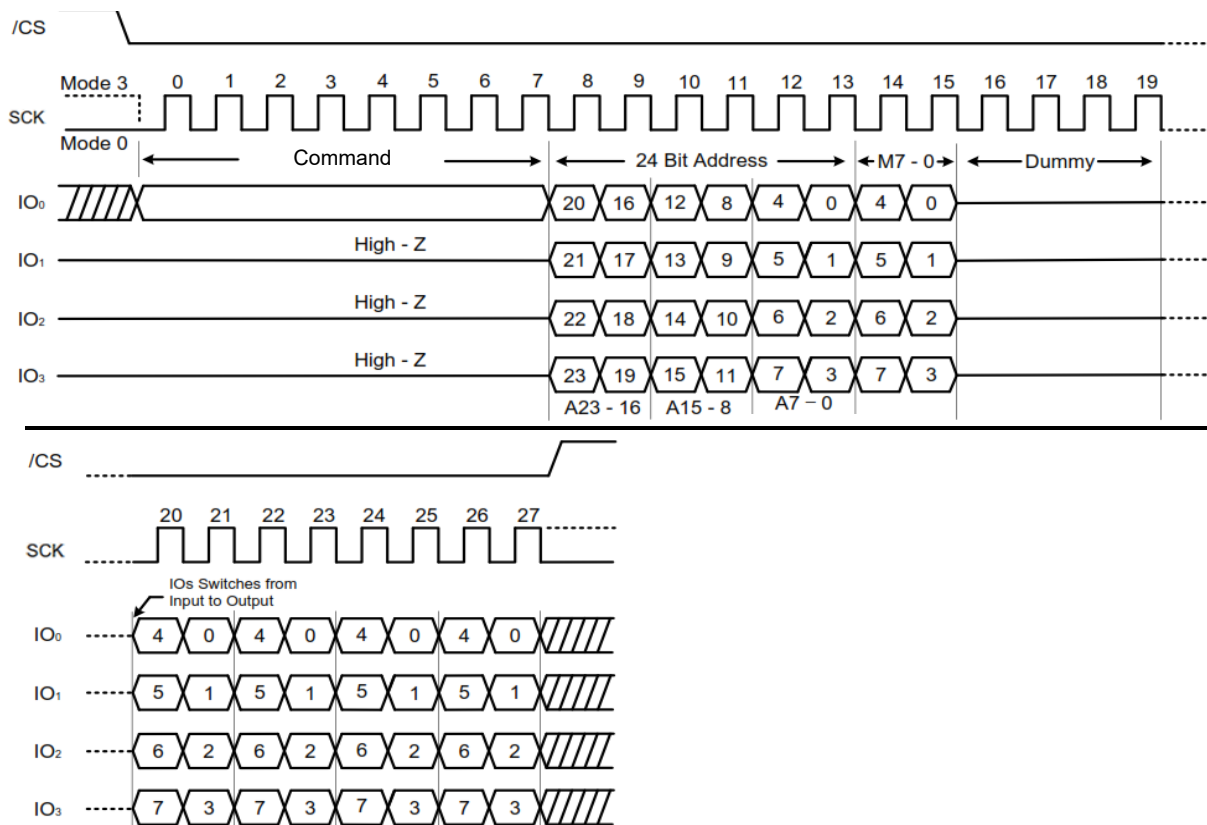 /CS
Mode 3 0 1 2 3 4 5 6 7 8 9 10 11 12 13 14 15 16 17 18 19
SCK
Mode 0
Command 24 Bit Address M7 - 0 Dummy
IO₀ 20 16 12 8 4 0 4 0
High - Z
IO₁ 21 17 13 9 5 1 5 1
High - Z
IO₂ 22 18 14 10 6 2 6 2
High - Z
IO₃ 23 19 15 11 7 3 7 3
A23 - 16 A15 - 8 A7 – 0
/CS
20 21 22 23 24 25 26 27
SCK
IOs Switches from
Input to Output
IO₀ 4 0 4 0 4 0 4 0
IO₁ 5 1 5 1 5 1 5 1
IO₂ 6 2 6 2 6 2 6 2
IO₃ 7 3 7 3 7 3 7 3